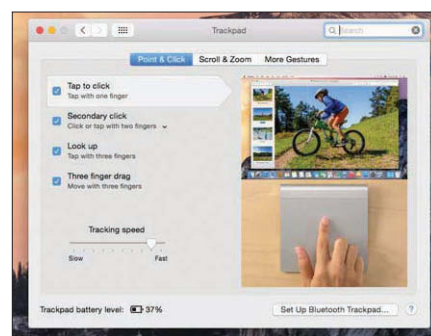 Trackpad
Search
Point & Click Scroll & Zoom More Gestures
Tap to click
Tap with one finger
Secondary click
Click or tap with two fingers
Look up
Tap with three fingers
Three finger drag
Move with three fingers
Tracking speed
Slow Fast
Trackpad battery level: 37% Set Up Bluetooth Trackpad... ?